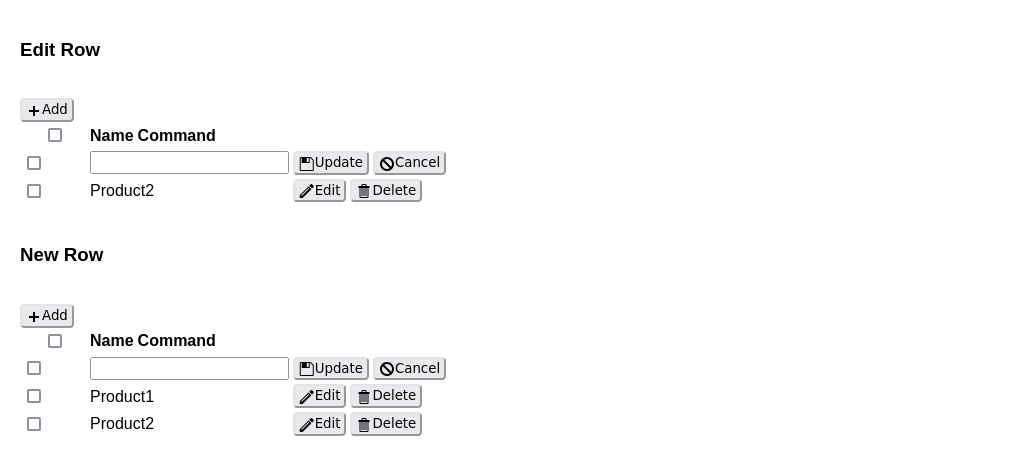 Edit Row
Add
Name Command
Update Cancel
Product2 Edit Delete
New Row
Add
Name Command
Update Cancel
Product1 Edit Delete
Product2 Edit Delete